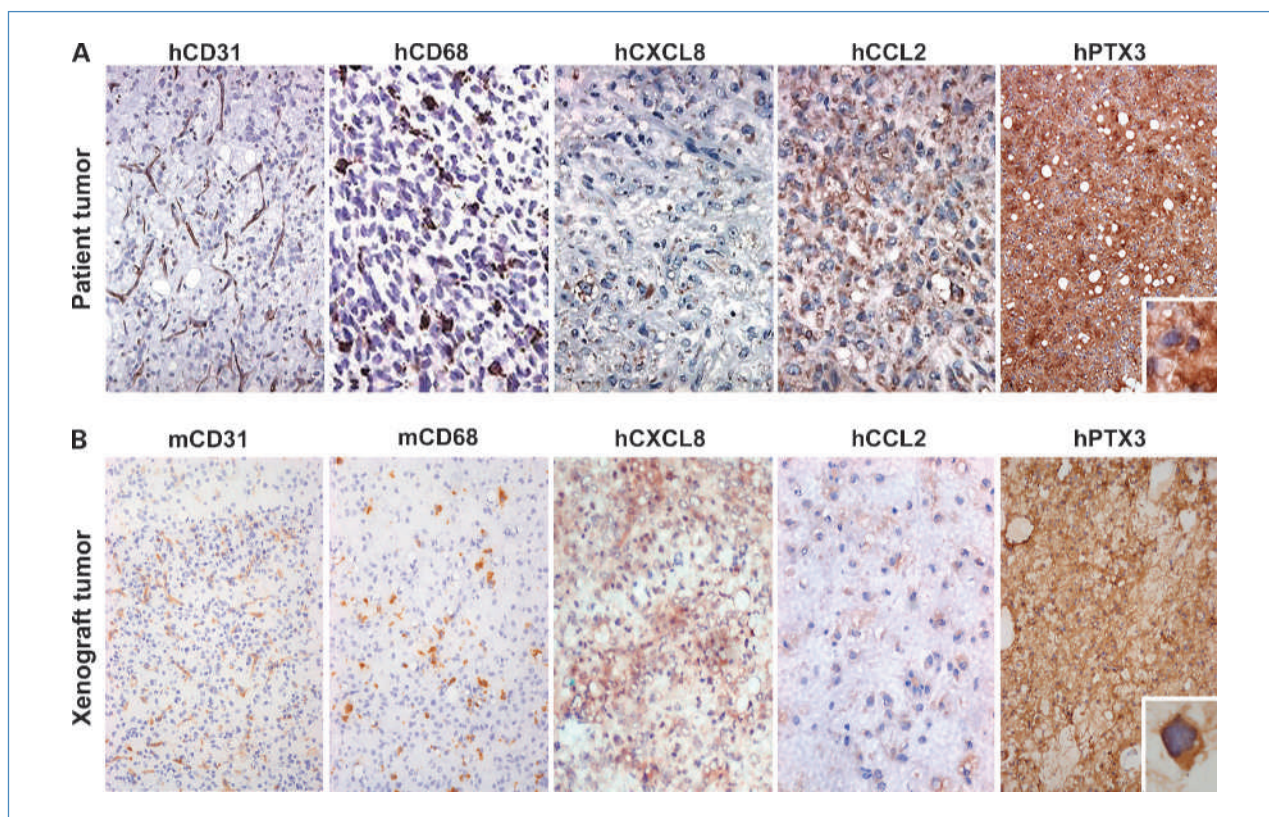 A
hCD31 hCD68 hCXCL8 hCCL2 hPTX3
Patient tumor
B
mCD31 mCD68 hCXCL8 hCCL2 hPTX3
Xenograft tumor